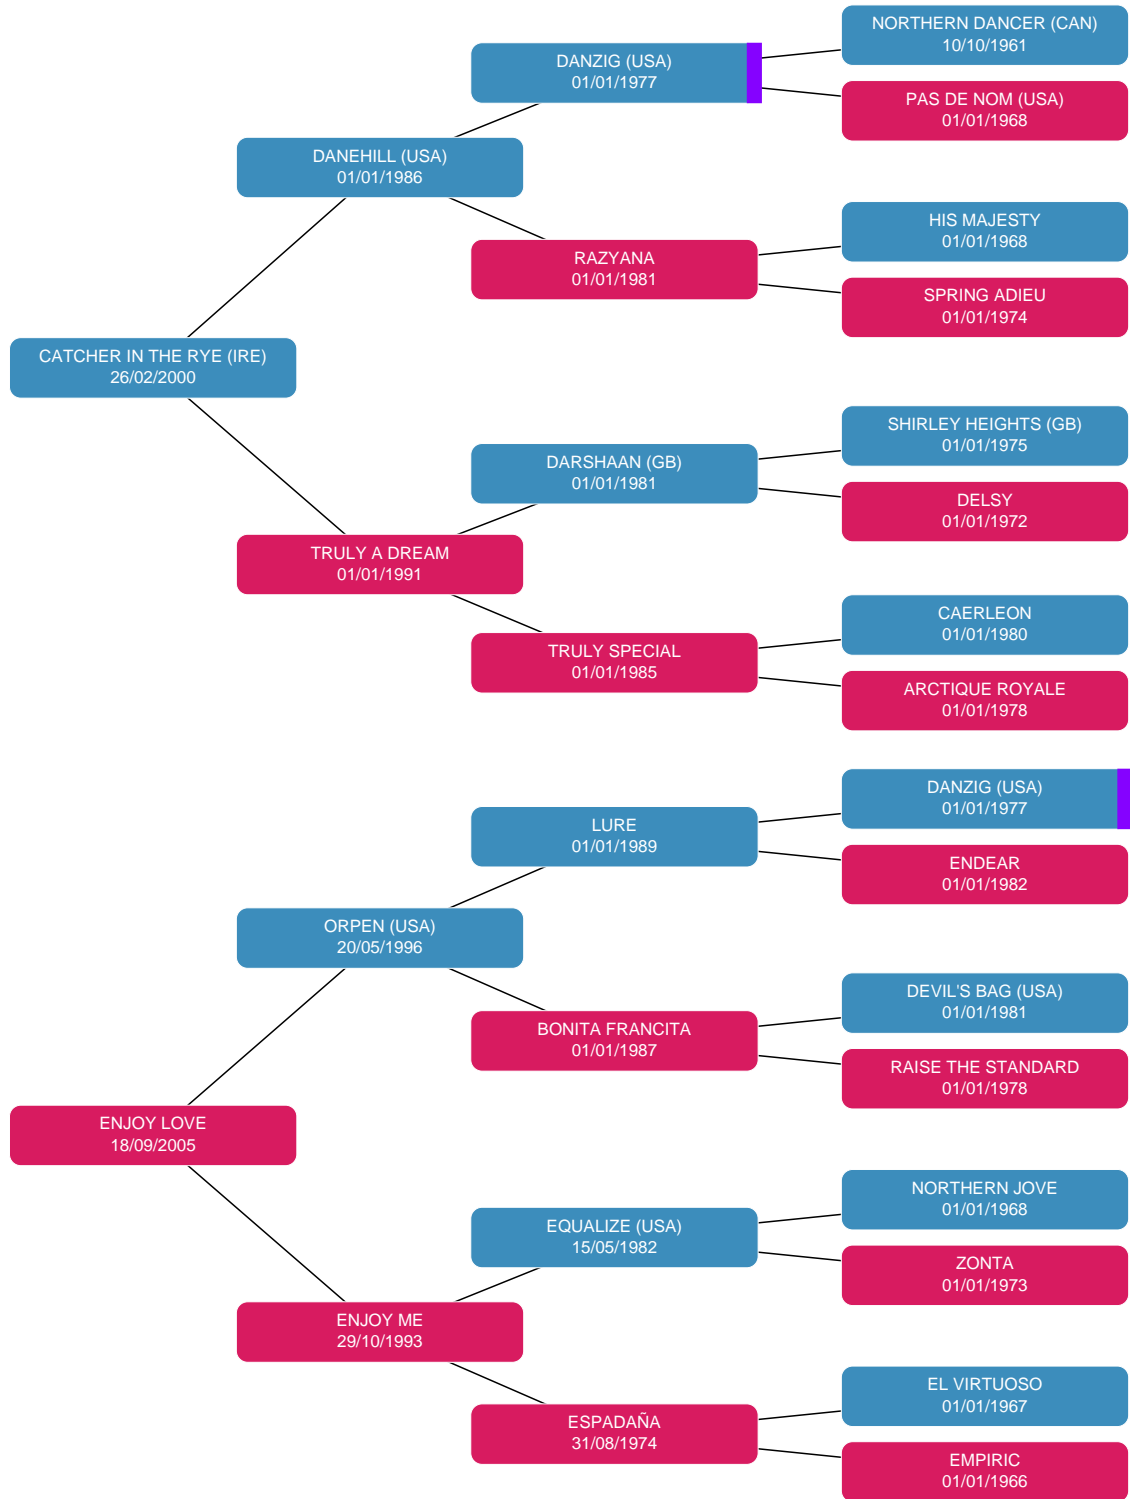 NORTHERN DANCER (CAN)
10/10/1961
DANZIG (USA)
01/01/1977
PAS DE NOM (USA)
01/01/1968
DANEHILL (USA)
01/01/1986
HIS MAJESTY
01/01/1968
RAZYANA
01/01/1981
SPRING ADIEU
01/01/1974
CATCHER IN THE RYE (IRE)
26/02/2000
SHIRLEY HEIGHTS (GB)
01/01/1975
DARSHAAN (GB)
01/01/1981
DELSY
01/01/1972
TRULY A DREAM
01/01/1991
CAERLEON
01/01/1980
TRULY SPECIAL
01/01/1985
ARCTIQUE ROYALE
01/01/1978
DANZIG (USA)
01/01/1977
LURE
01/01/1989
ENDEAR
01/01/1982
ORPEN (USA)
20/05/1996
DEVIL'S BAG (USA)
01/01/1981
BONITA FRANCITA
01/01/1987
RAISE THE STANDARD
01/01/1978
ENJOY LOVE
18/09/2005
NORTHERN JOVE
01/01/1968
EQUALIZE (USA)
15/05/1982
ZONTA
01/01/1973
ENJOY ME
29/10/1993
EL VIRTUOSO
01/01/1967
ESPADAÑA
31/08/1974
EMPIRIC
01/01/1966